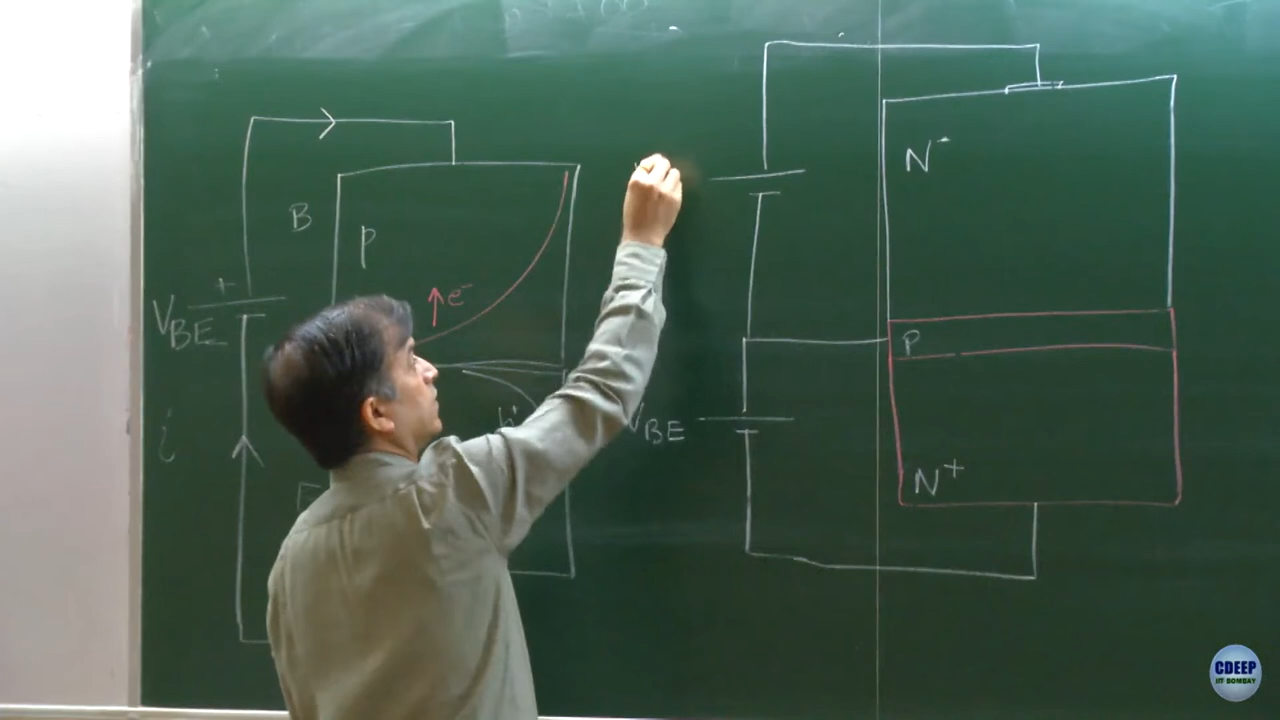 B
P
e⁻
+
V_BE
i
N⁻
P
V_BE
N⁺
CDEEP
IIT BOMBAY